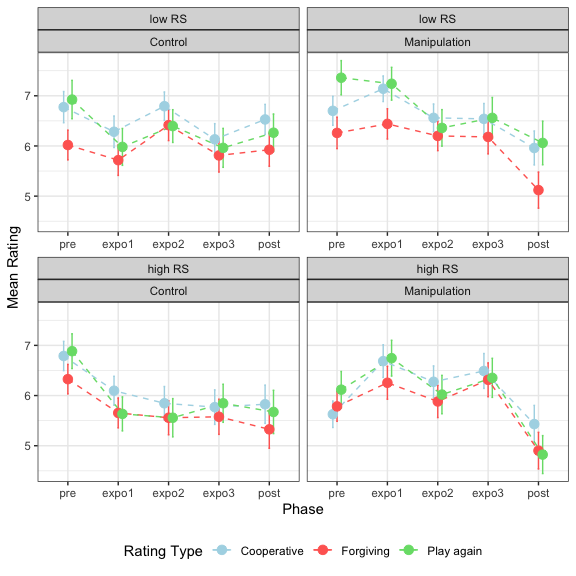 low RS
low RS
Control
Manipulation
7
6
5
pre expo1 expo2 expo3 post
pre expo1 expo2 expo3 post
Mean Rating
high RS
high RS
Control
Manipulation
7
6
5
pre expo1 expo2 expo3 post
pre expo1 expo2 expo3 post
Phase
Rating Type Cooperative Forgiving Play again